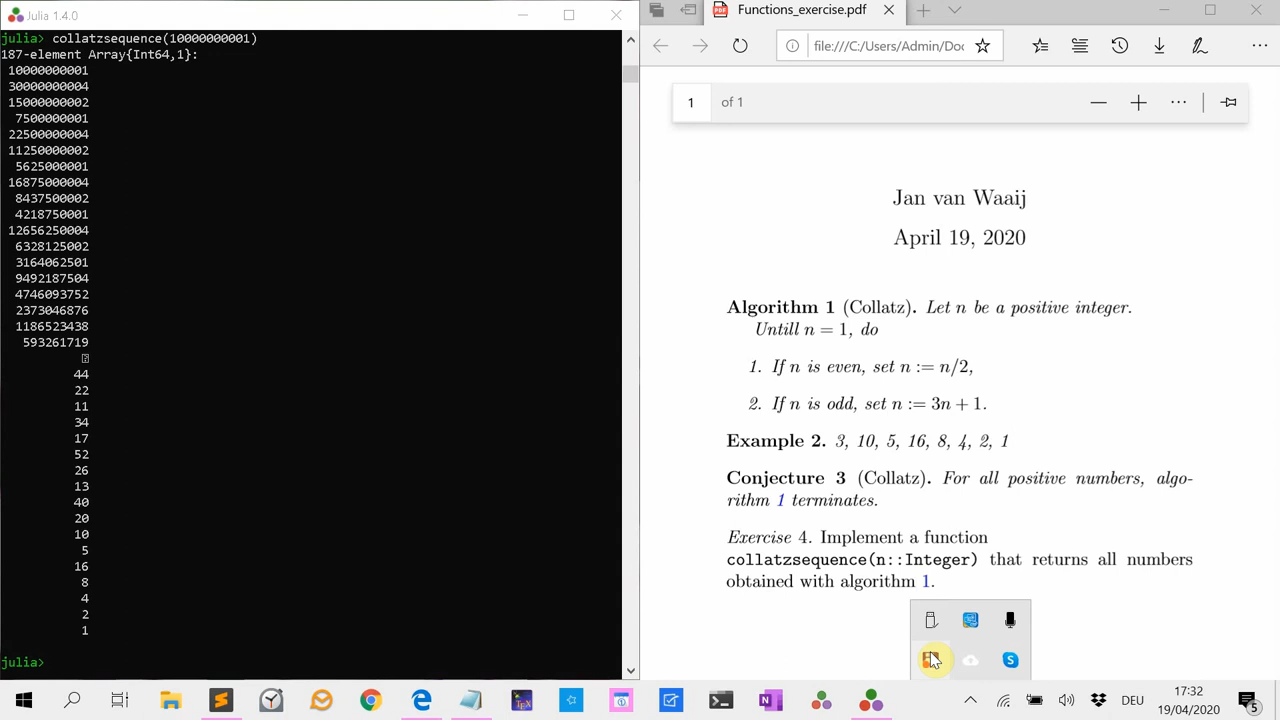 Julia 1.4.0
julia> collatzsequence(10000000001)
187-element Array{Int64,1}:
10000000001
30000000004
15000000002
7500000001
22500000004
11250000002
5625000001
16875000004
8437500002
4218750001
12656250004
6328125002
3164062501
9492187504
4746093752
2373046876
1186523438
593261719
44
22
11
34
17
52
26
13
40
20
10
5
16
8
4
2
1
julia>
Functions_exercise.pdf
file:///C:/Users/Admin/Doc
1 of 1
Jan van Waaij
April 19, 2020
Algorithm 1 (Collatz). Let n be a positive integer.
Untill n = 1, do
1. If n is even, set n := n/2,
2. If n is odd, set n := 3n + 1.
Example 2. 3, 10, 5, 16, 8, 4, 2, 1
Conjecture 3 (Collatz). For all positive numbers, algo-
rithm 1 terminates.
Exercise 4. Implement a function
collatzsequence(n::Integer) that returns all numbers
obtained with algorithm 1.
DEU
17:32
19/04/2020
5